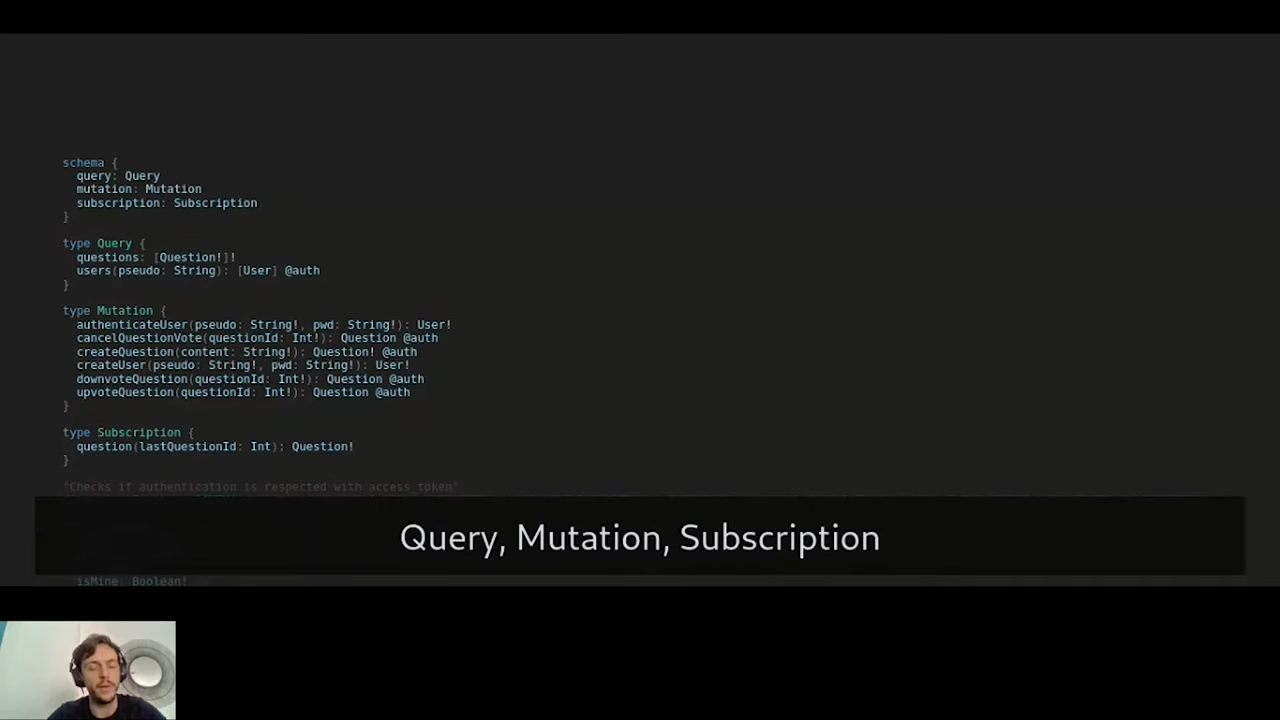 schema {
query: Query
mutation: Mutation
subscription: Subscription
}
type Query {
questions: [Question!]!
users(pseudo: String): [User] @auth
}
type Mutation {
authenticateUser(pseudo: String!, pwd: String!): User!
cancelQuestionVote(questionId: Int!): Question @auth
createQuestion(content: String!): Question! @auth
createUser(pseudo: String!, pwd: String!): User!
downvoteQuestion(questionId: Int!): Question @auth
upvoteQuestion(questionId: Int!): Question @auth
}
type Subscription {
question(lastQuestionId: Int): Question!
}
"Checks if authentication is respected with access_token"
Query, Mutation, Subscription
isMine: Boolean!